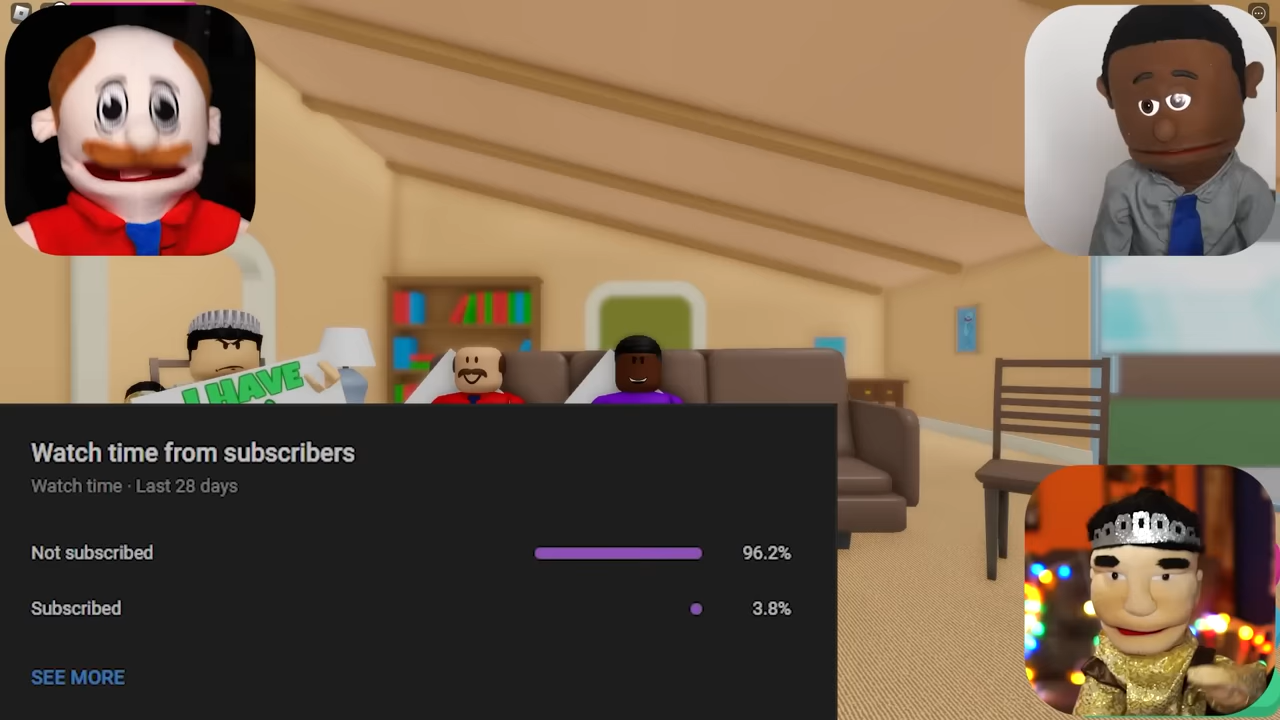 I HAVE
Watch time from subscribers
Watch time · Last 28 days
Not subscribed 96.2%
Subscribed 3.8%
SEE MORE